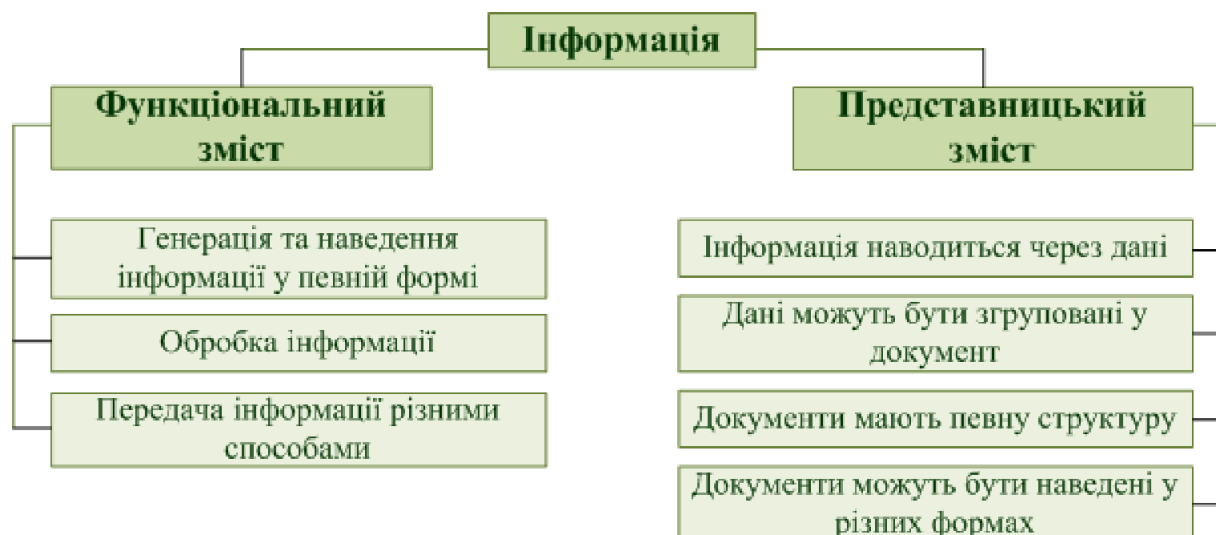 Інформація
Функціональний
зміст
Генерація та наведення
інформації у певній формі
Обробка інформації
Передача інформації різними
способами
Представницький
зміст
Інформація наводиться через дані
Дані можуть бути згруповані у
документ
Документи мають певну структуру
Документи можуть бути наведені у
різних формах